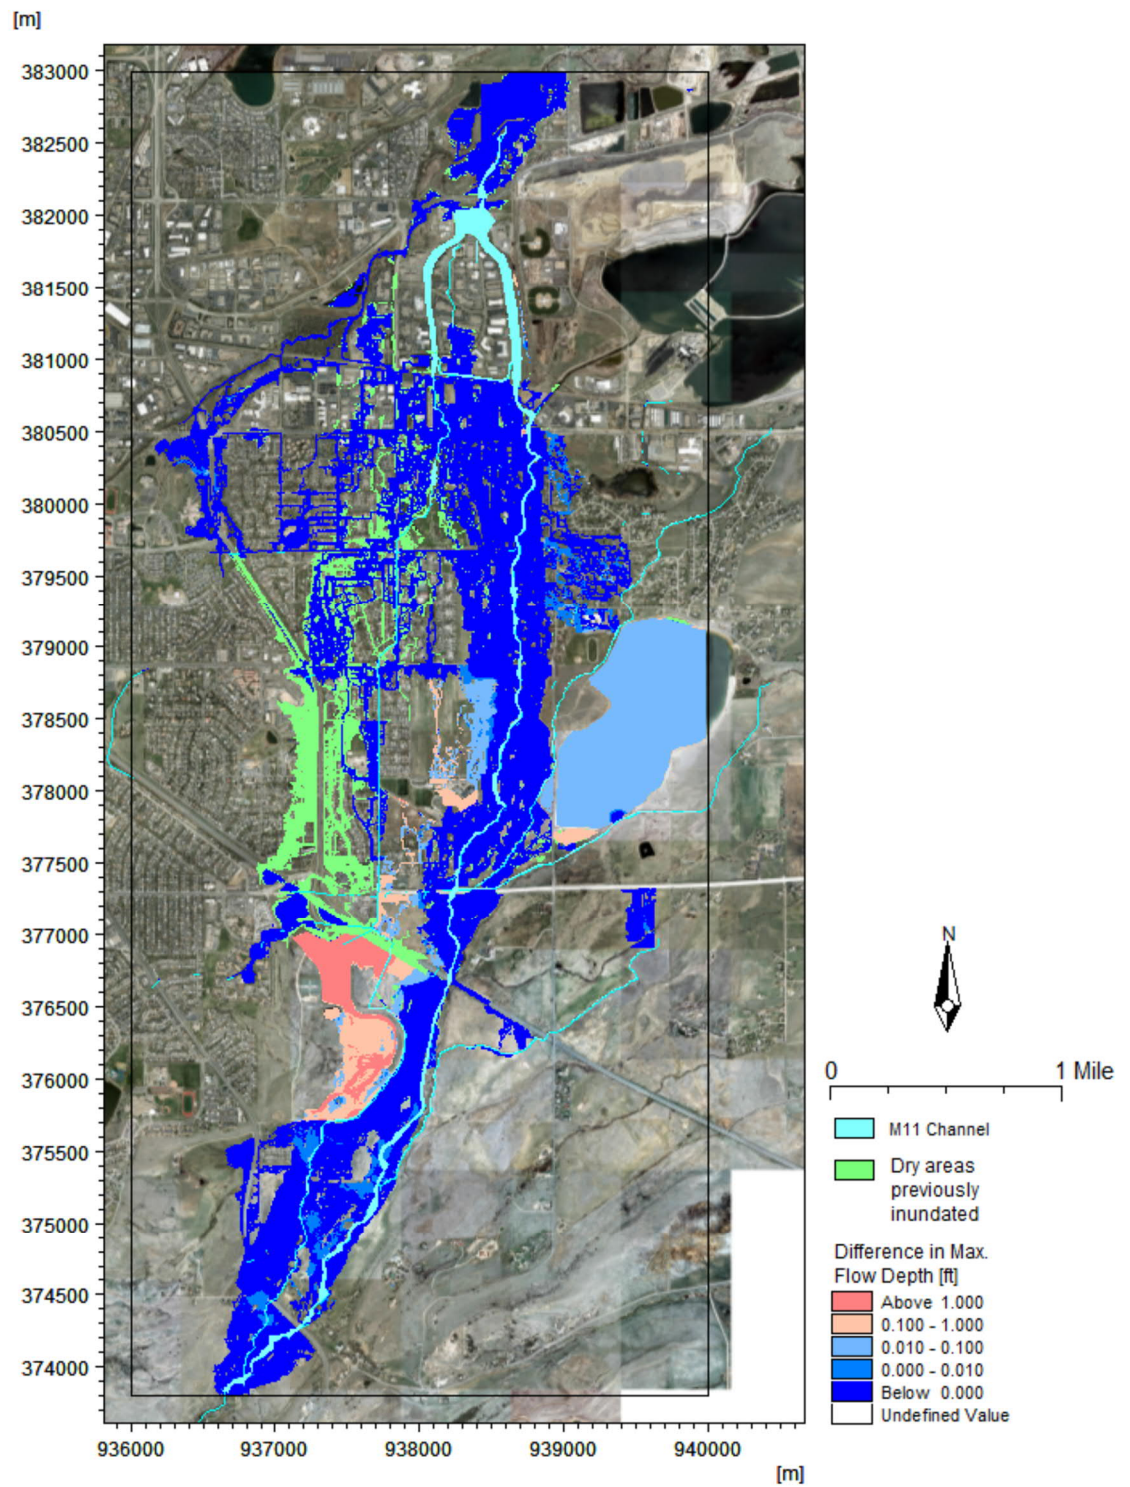 [m]
383000
382500
382000
381500
381000
380500
380000
379500
379000
378500
378000
377500
377000
376500
376000
375500
375000
374500
374000
936000 937000 938000 939000 940000
[m]
N
0 1 Mile
M11 Channel
Dry areas
previously
inundated
Difference in Max.
Flow Depth [ft]
Above 1.000
0.100 - 1.000
0.010 - 0.100
0.000 - 0.010
Below 0.000
Undefined Value